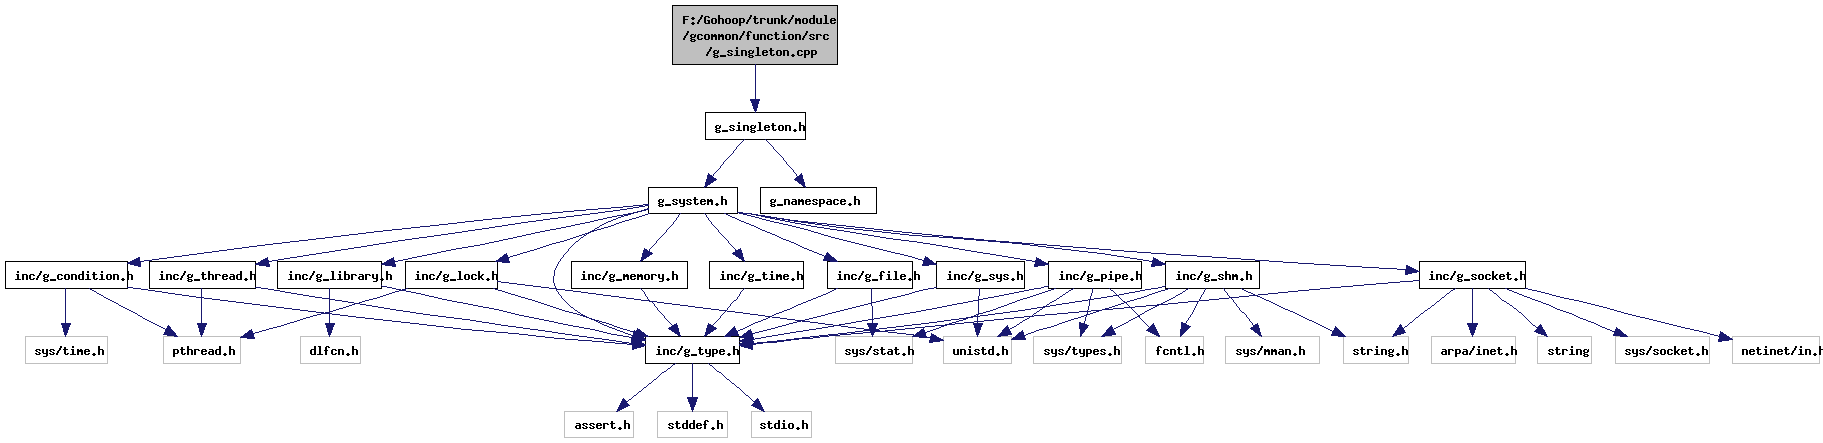 F:/Gohoop/trunk/module
/gcommon/function/src
/g_singleton.cpp
g_singleton.h
g_system.h
g_namespace.h
inc/g_condition.h
inc/g_thread.h
inc/g_library.h
inc/g_lock.h
inc/g_memory.h
inc/g_time.h
inc/g_file.h
inc/g_sys.h
inc/g_pipe.h
inc/g_shm.h
inc/g_socket.h
sys/time.h
pthread.h
dlfcn.h
inc/g_type.h
sys/stat.h
unistd.h
sys/types.h
fcntl.h
sys/mman.h
string.h
arpa/inet.h
string
sys/socket.h
netinet/in.h
assert.h
stddef.h
stdio.h